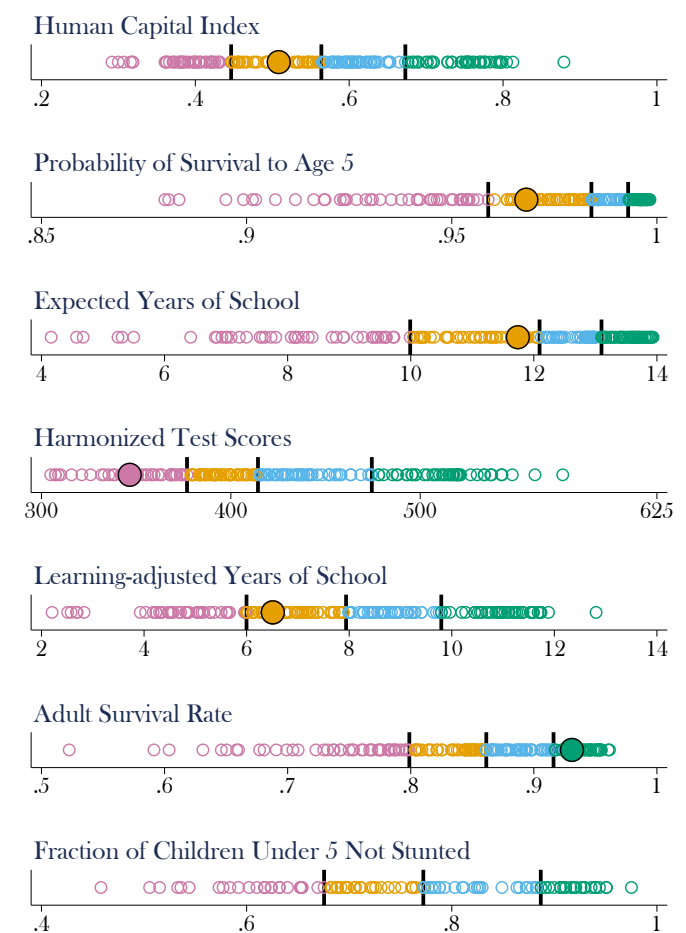 Human Capital Index
.2 .4 .6 .8 1
Probability of Survival to Age 5
.85 .9 .95 1
Expected Years of School
4 6 8 10 12 14
Harmonized Test Scores
300 400 500 625
Learning-adjusted Years of School
2 4 6 8 10 12 14
Adult Survival Rate
.5 .6 .7 .8 .9 1
Fraction of Children Under 5 Not Stunted
.4 .6 .8 1